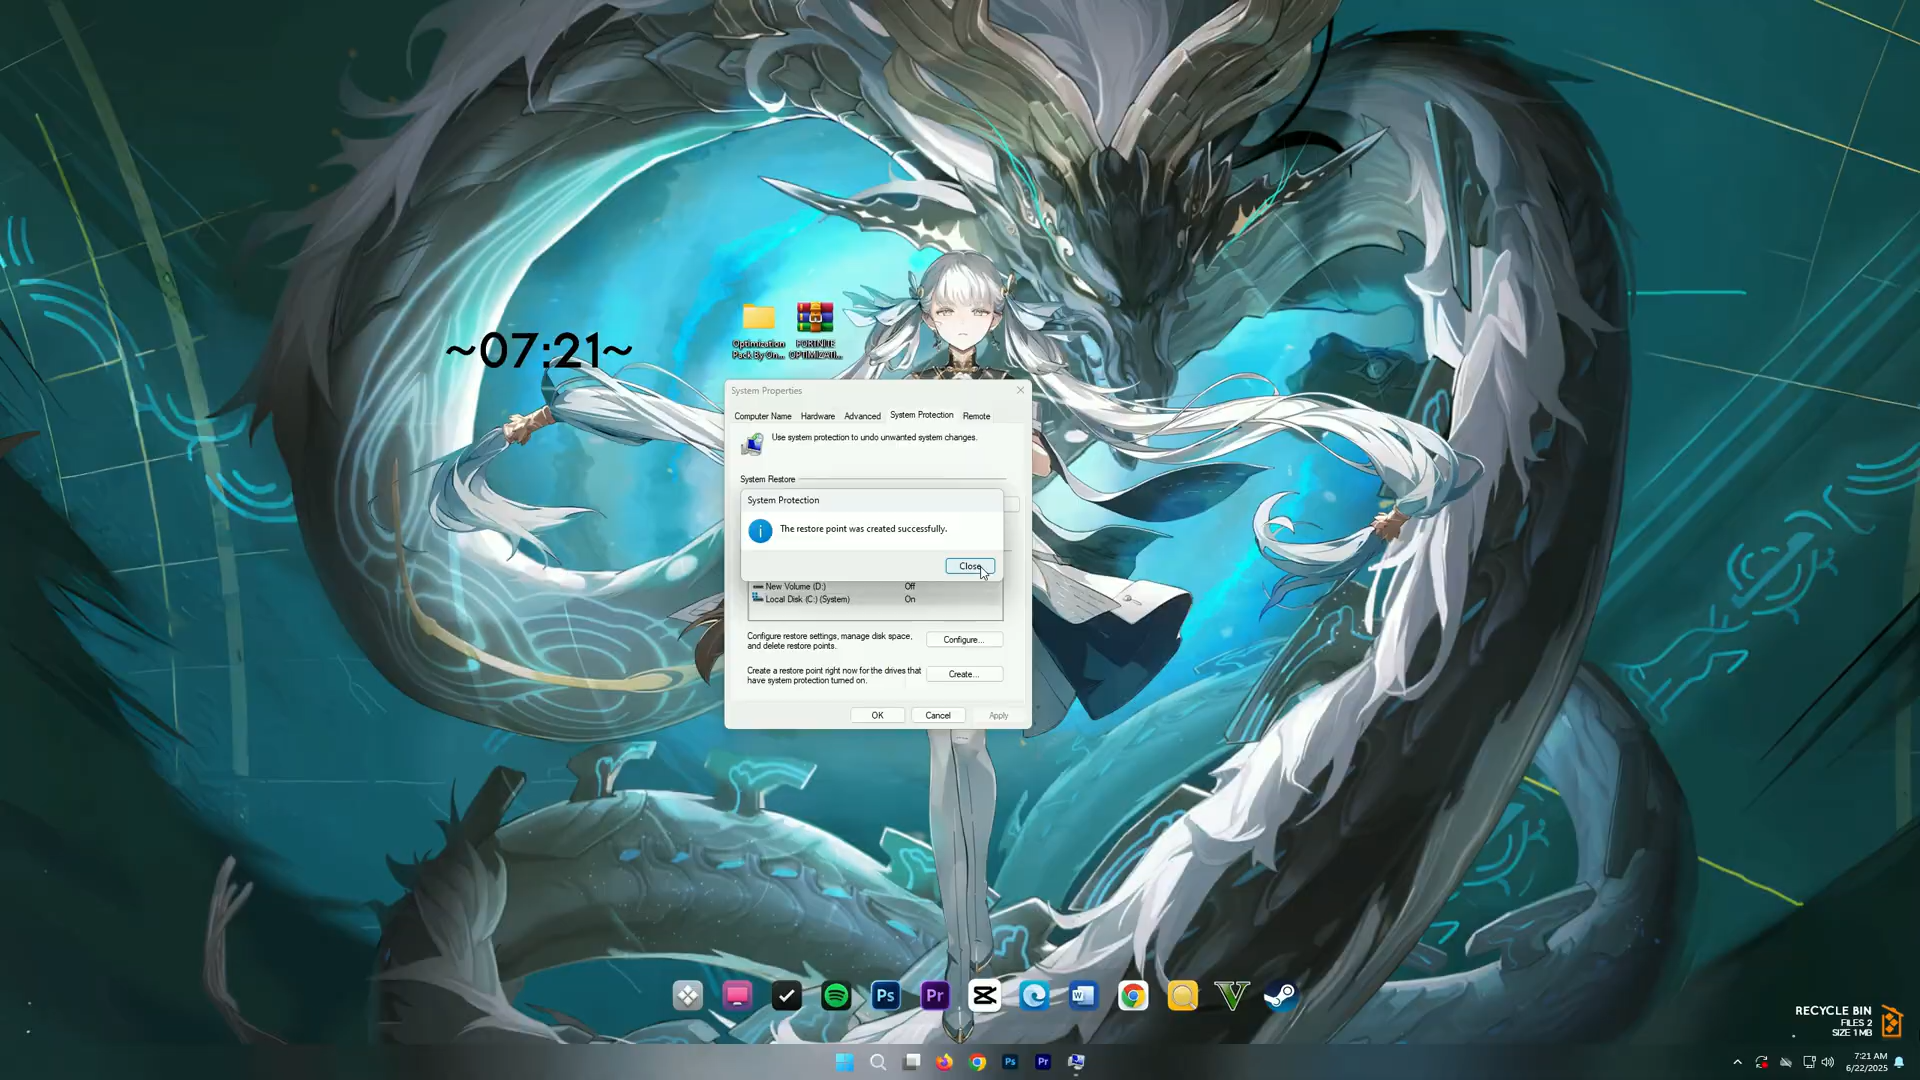 ~07:21~
Optimization
Pack By On...
FORTNITE
OPTIMIZATI...
System Properties
Computer Name
Hardware
Advanced
System Protection
Remote
Use system protection to undo unwanted system changes.
System Restore
System Protection
The restore point was created successfully.
Close
New Volume (D:)
Off
Local Disk (C:) (System)
On
Configure restore settings, manage disk space,
and delete restore points.
Configure...
Create a restore point right now for the drives that
have system protection turned on.
Create...
OK
Cancel
Apply
Ps
Pr
W
V
RECYCLE BIN
FILES 2
SIZE 1 MB
Ps
Pr
7:21 AM
6/22/2025